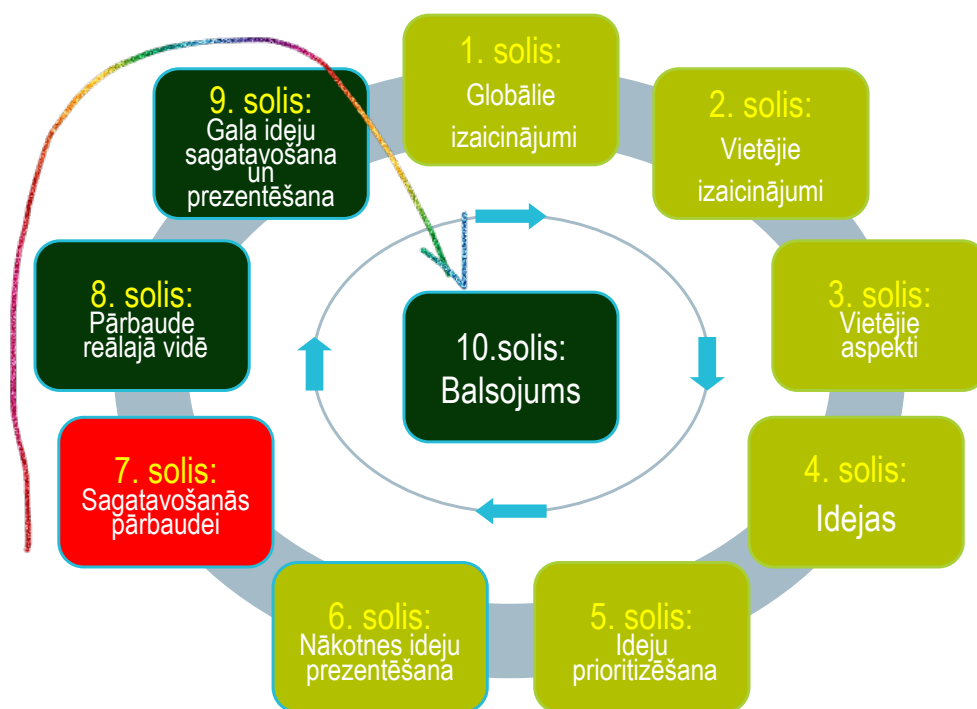 1. solis:
Globālie
izaicinājumi
2. solis:
Vietējie
izaicinājumi
3. solis:
Vietējie
aspekti
4. solis:
Idejas
5. solis:
Ideju
prioritizēšana
6. solis:
Nākotnes ideju
prezentēšana
7. solis:
Sagatavošanās
pārbaudei
8. solis:
Pārbaude
reālajā vidē
9. solis:
Gala ideju
sagatavošana
un
prezentēšana
10.solis:
Balsojums